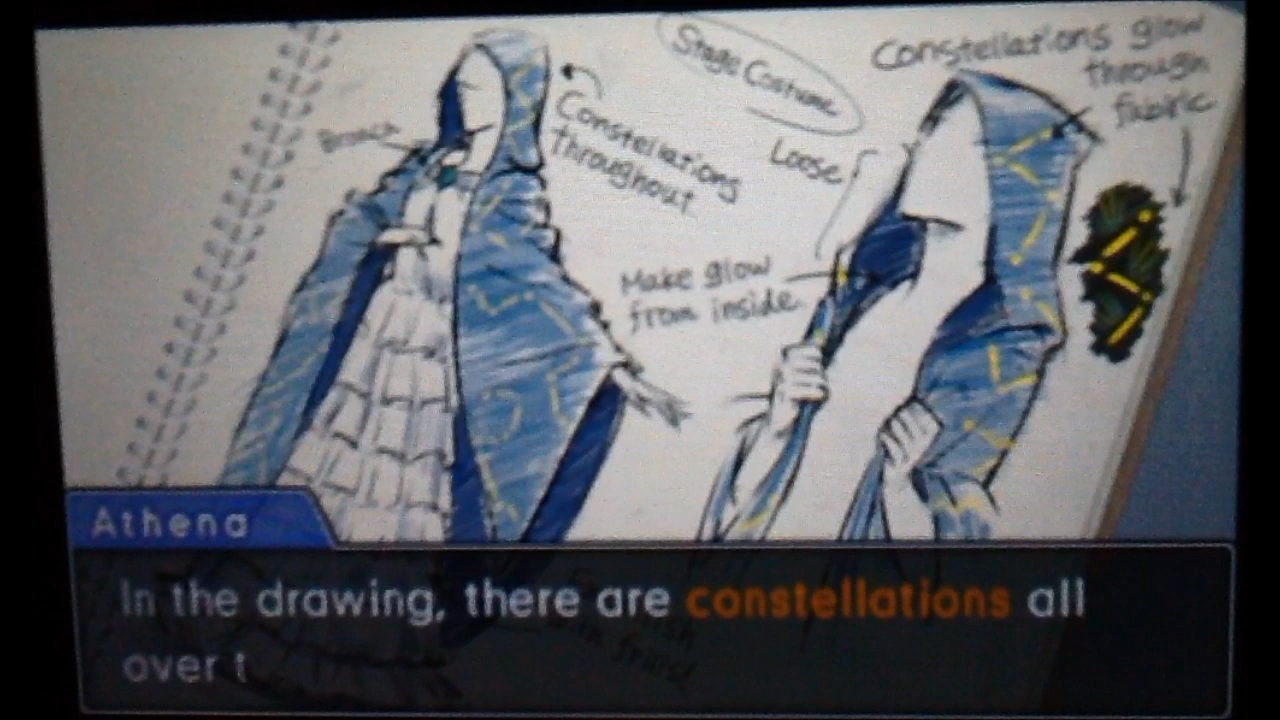 Stage Costume
Constellations glow
through
fabric
Constellations
throughout
Loose
Make glow
from inside
Athena
In the drawing, there are constellations all
over t